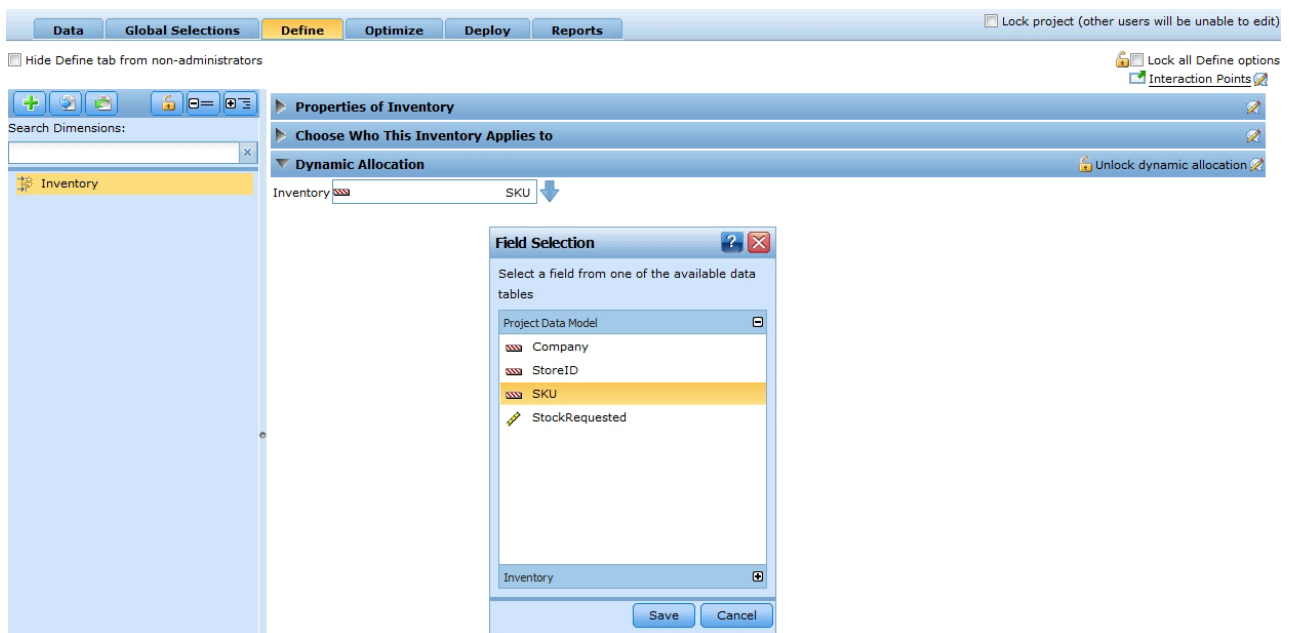 Data Global Selections Define Optimize Deploy Reports
Lock project (other users will be unable to edit)
Hide Define tab from non-administrators
Lock all Define options
Interaction Points
Search Dimensions:
Inventory
Properties of Inventory
Choose Who This Inventory Applies to
Dynamic Allocation
Unlock dynamic allocation
Inventory SKU
Field Selection
?
Select a field from one of the available data
tables
Project Data Model
Company
StoreID
SKU
StockRequested
Inventory
Save Cancel